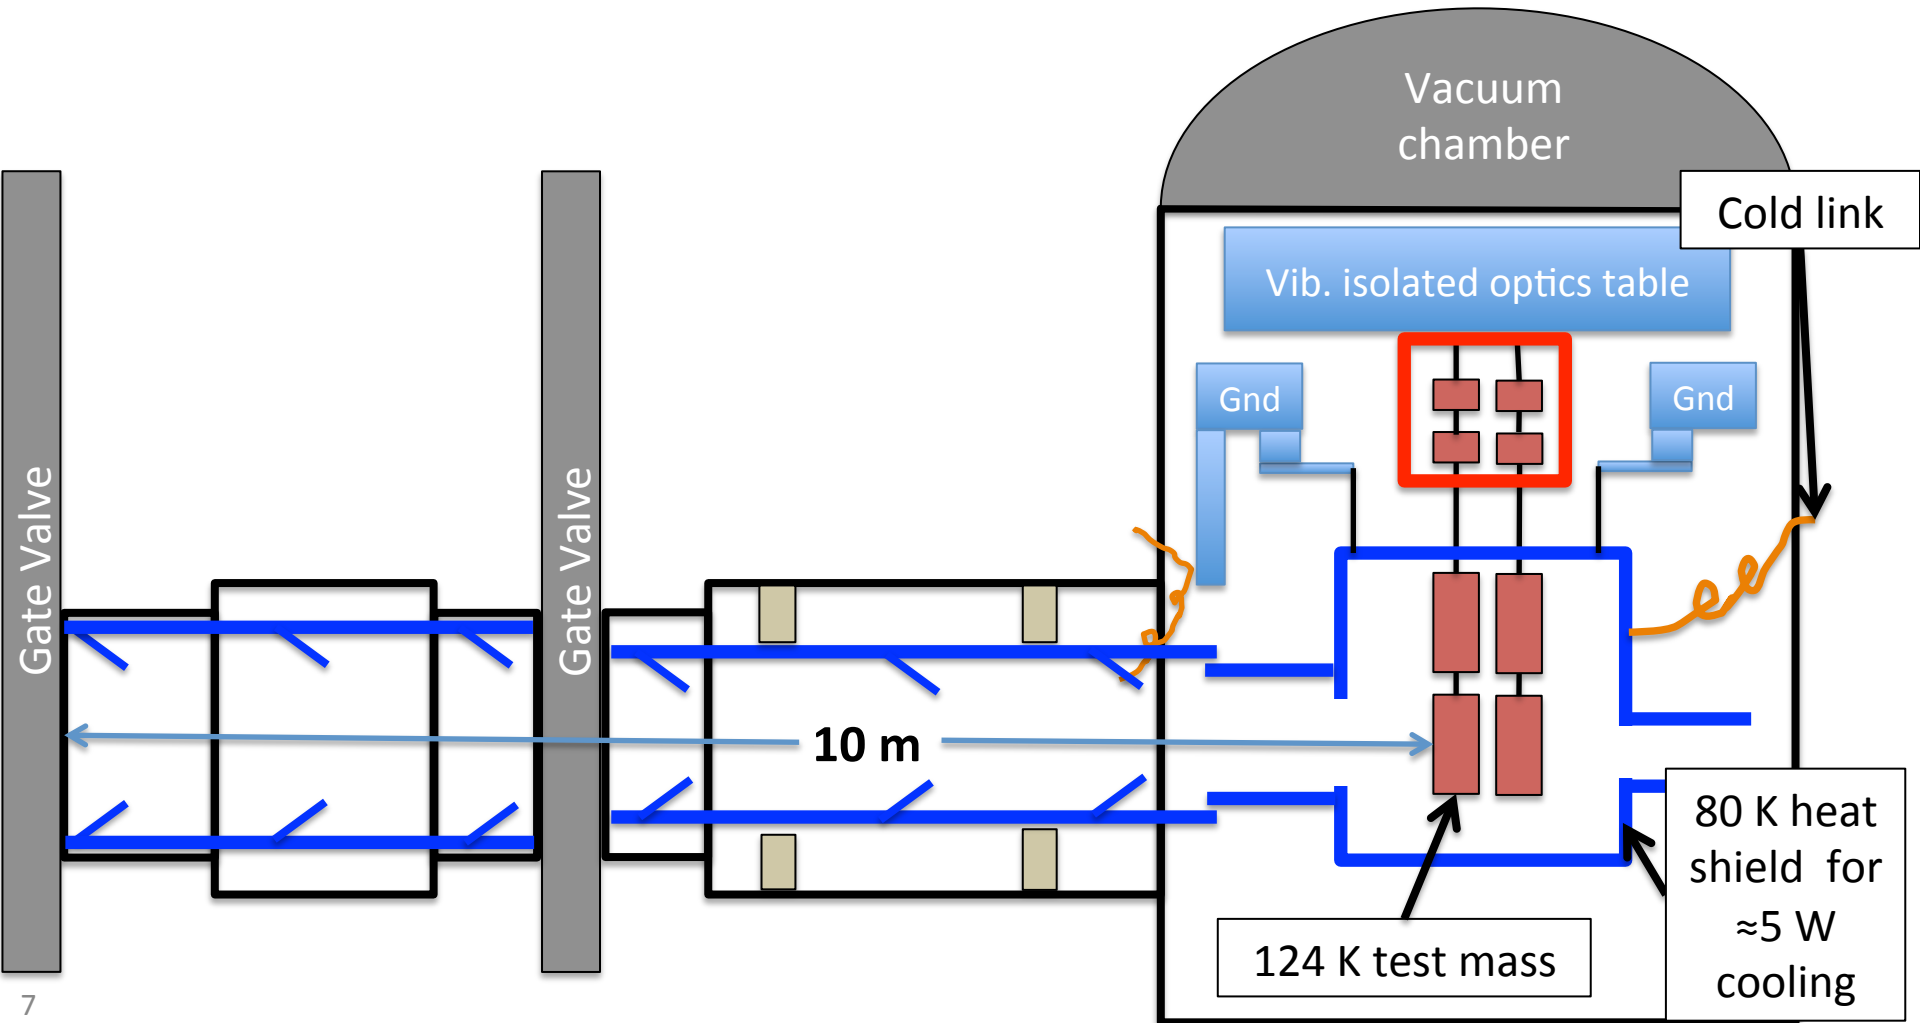 Vacuum
chamber
Cold link
Vib. isolated optics table
Gnd
Gnd
Gate Valve
Gate Valve
10 m
124 K test mass
80 K heat
shield for
≈5 W
cooling
7